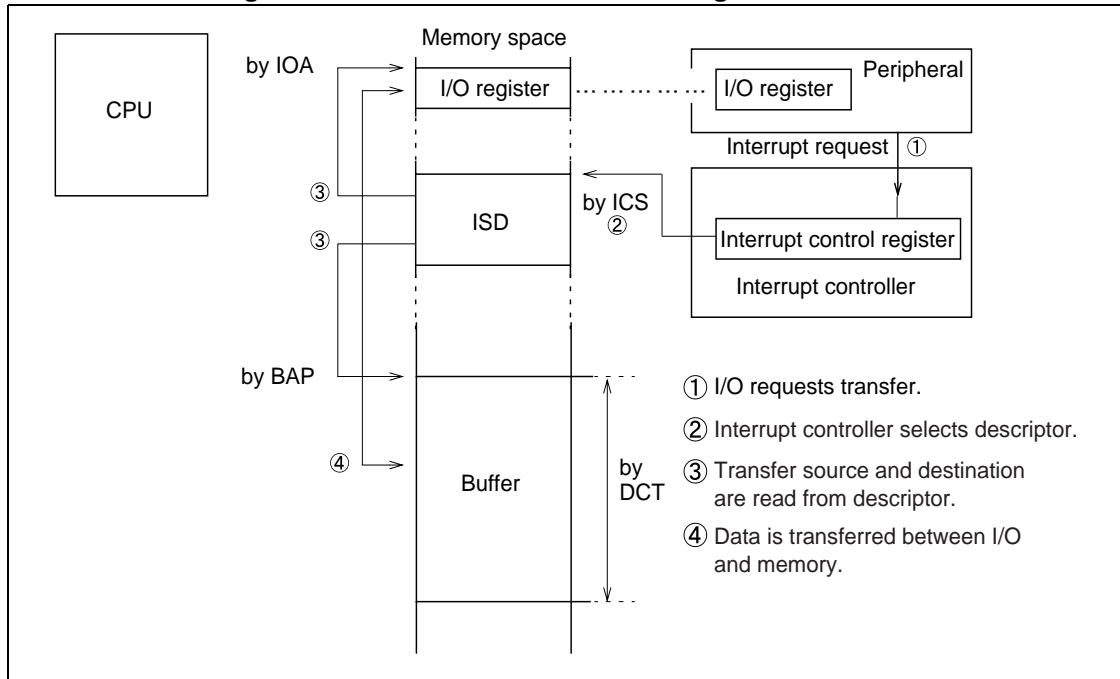 CPU
Memory space
by IOA
I/O register
I/O register
Peripheral
Interrupt request ①
③
③
ISD
by ICS
②
Interrupt control register
Interrupt controller
by BAP
④
Buffer
by
DCT
① I/O requests transfer.
② Interrupt controller selects descriptor.
③ Transfer source and destination
are read from descriptor.
④ Data is transferred between I/O
and memory.